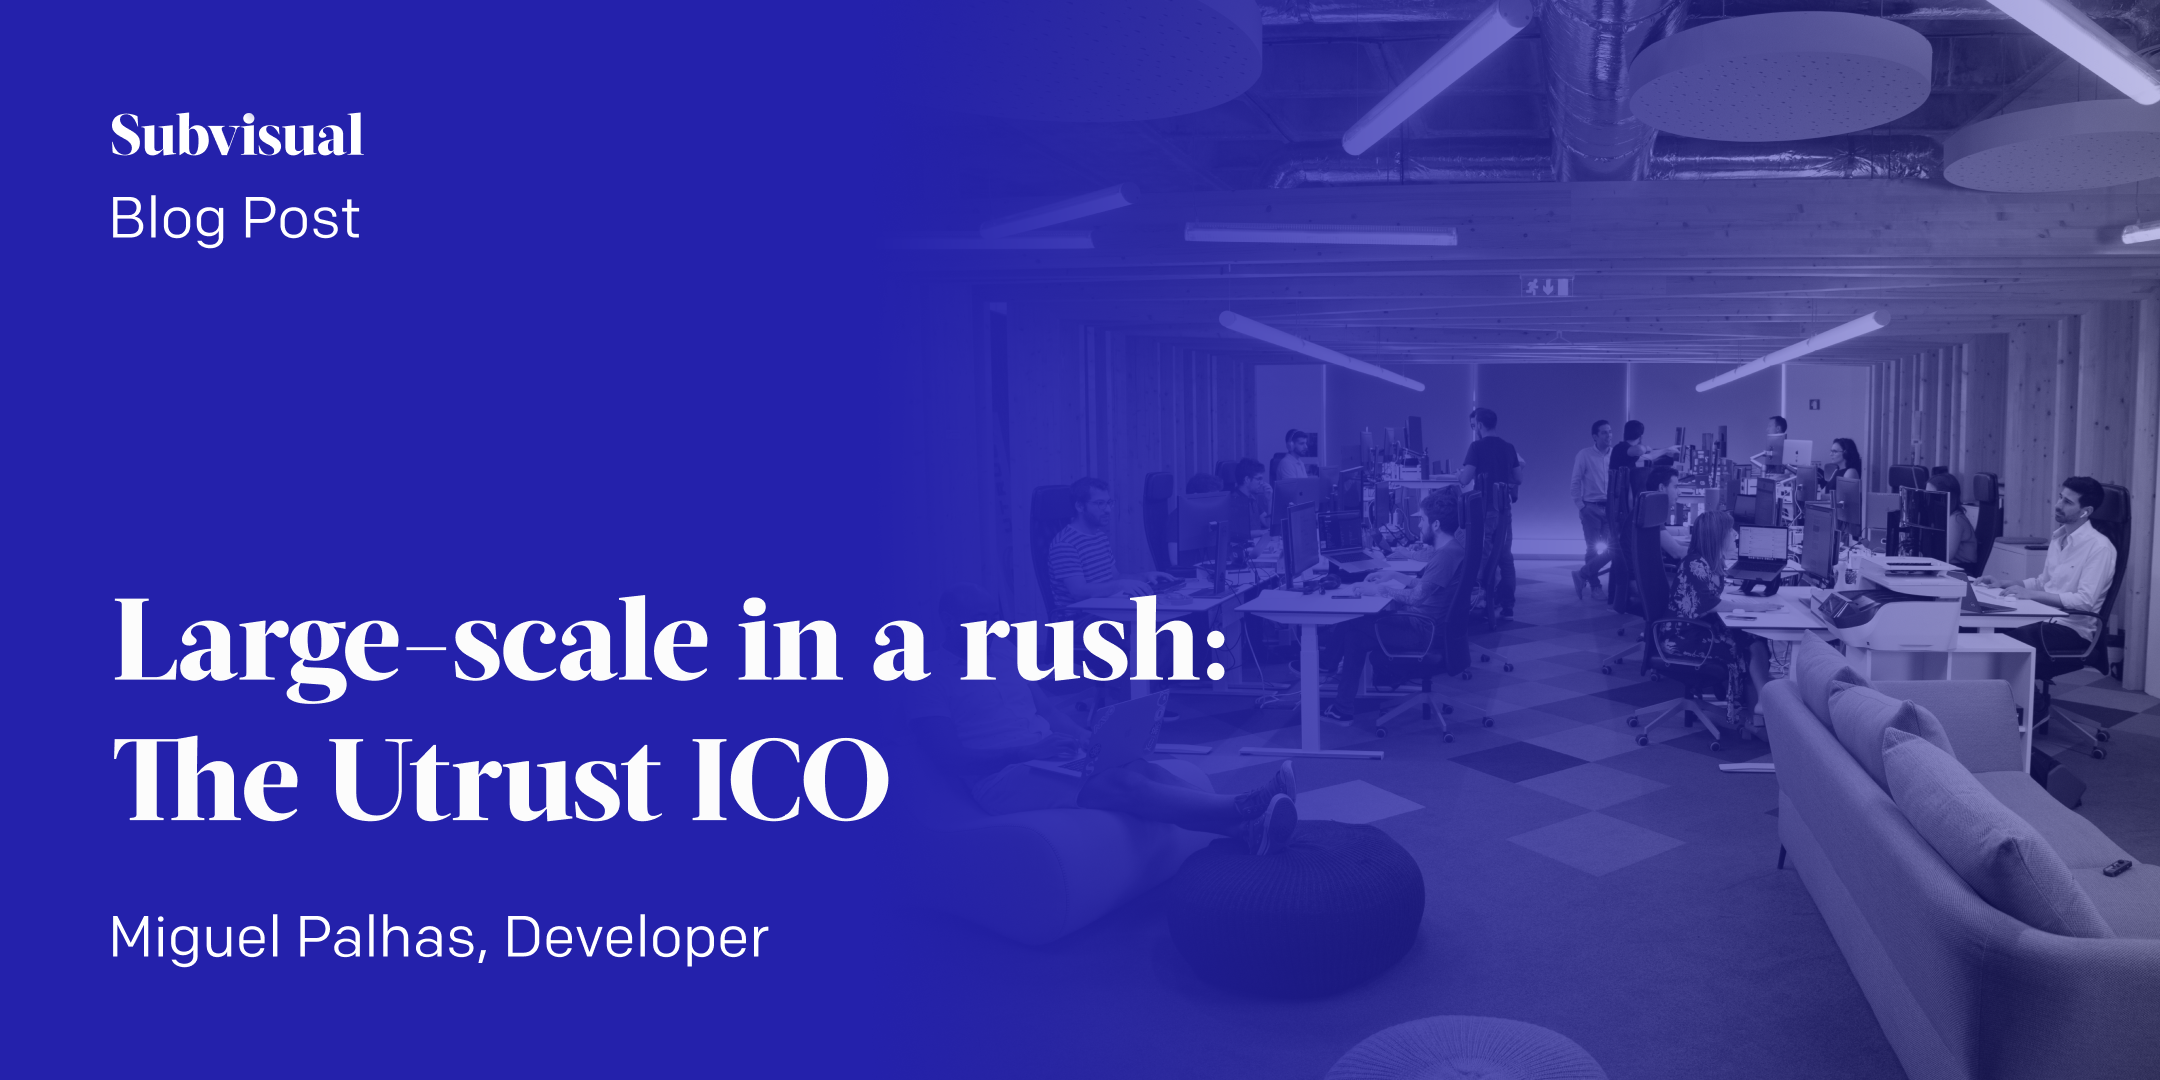 Subvisual
Blog Post
Large-scale in a rush:
The Utrust ICO
Miguel Palhas, Developer